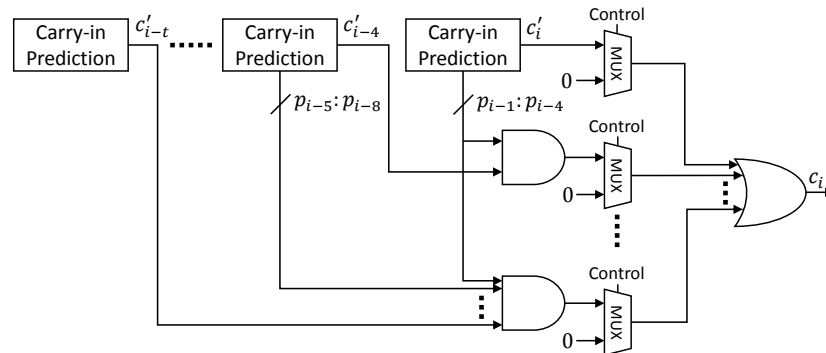 Carry-in Prediction
c'_{i-t}
Carry-in Prediction
c'_{i-4}
Carry-in Prediction
c'_i
Control
MUX
0
p_{i-5}:p_{i-8}
p_{i-1}:p_{i-4}
Control
MUX
0
c_i
Control
MUX
0